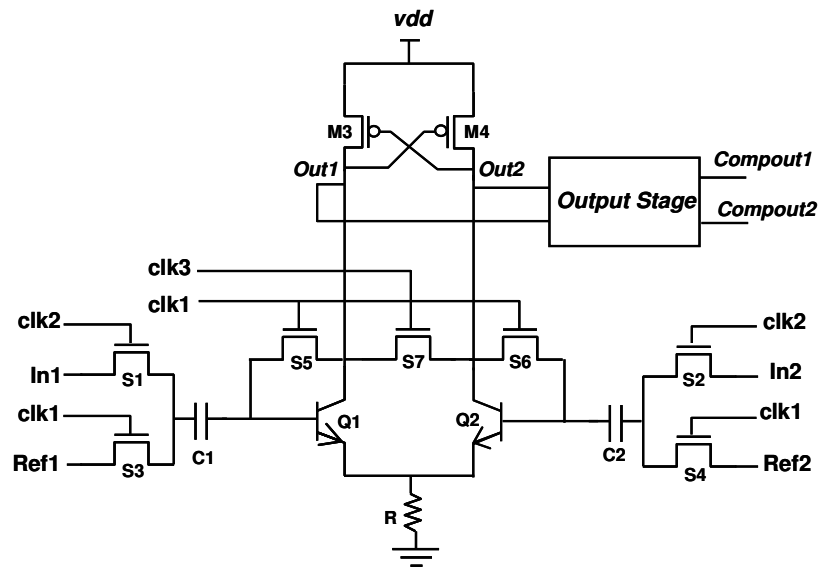 vdd
M3
M4
Out1
Out2
Output Stage
Compout1
Compout2
clk3
clk1
clk2
In1
S1
clk1
Ref1
S3
C1
S5
S7
S6
Q1
Q2
C2
clk2
S2
In2
clk1
S4
Ref2
R